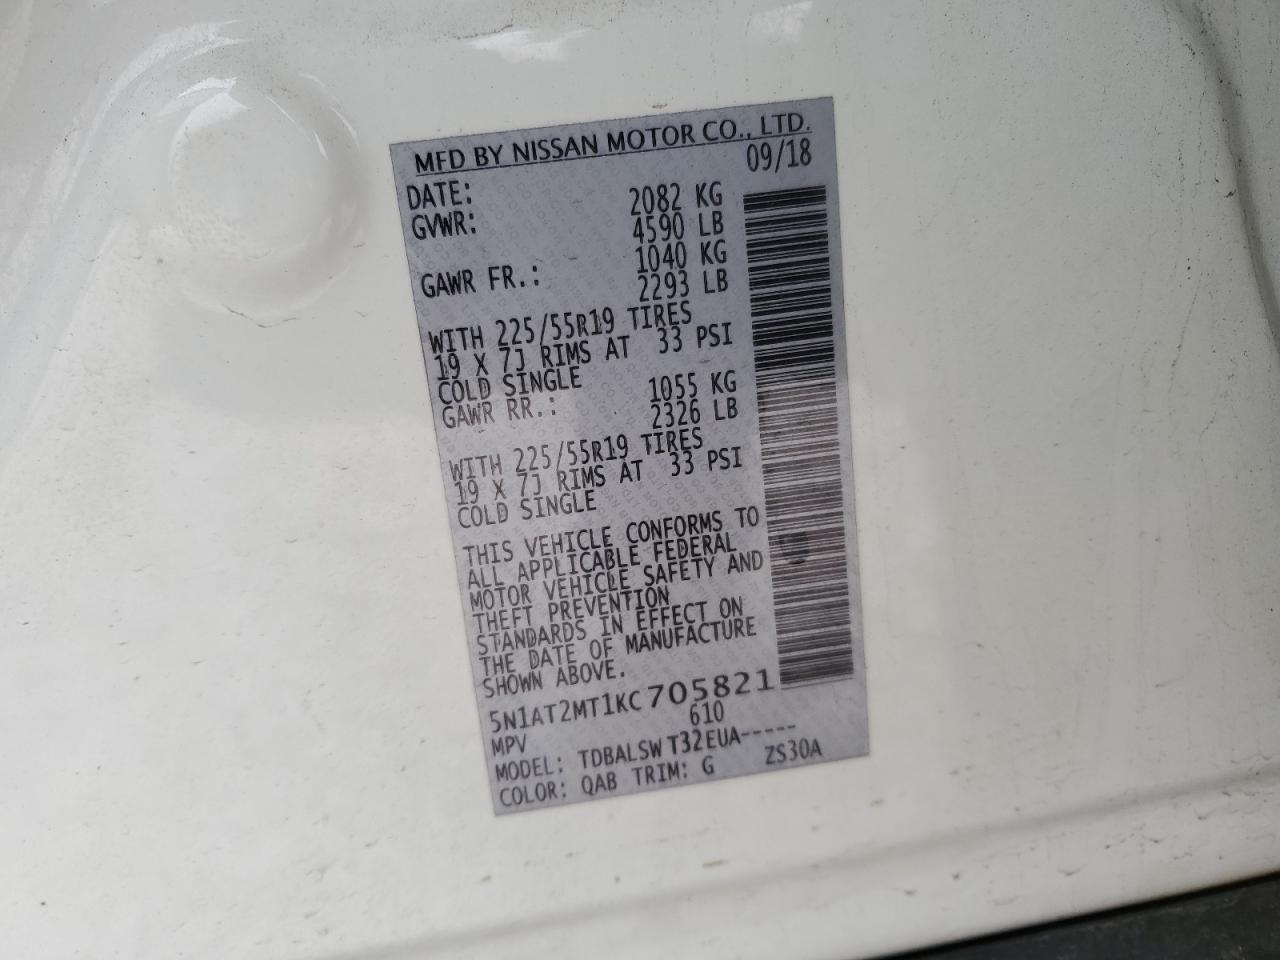 MFD BY NISSAN MOTOR CO., LTD.
DATE: 09/18
GVWR: 2082 KG
4590 LB
GAWR FR.: 1040 KG
2293 LB
WITH 225/55R19 TIRES
19 X 7J RIMS AT 33 PSI
COLD SINGLE
GAWR RR.: 1055 KG
2326 LB
WITH 225/55R19 TIRES
19 X 7J RIMS AT 33 PSI
COLD SINGLE
THIS VEHICLE CONFORMS TO
ALL APPLICABLE FEDERAL
MOTOR VEHICLE SAFETY AND
THEFT PREVENTION
STANDARDS IN EFFECT ON
THE DATE OF MANUFACTURE
SHOWN ABOVE.
5N1AT2MT1KC705821
MPV 610
MODEL: TDBALSWT32EUA-----
COLOR: QAB TRIM: G ZS30A